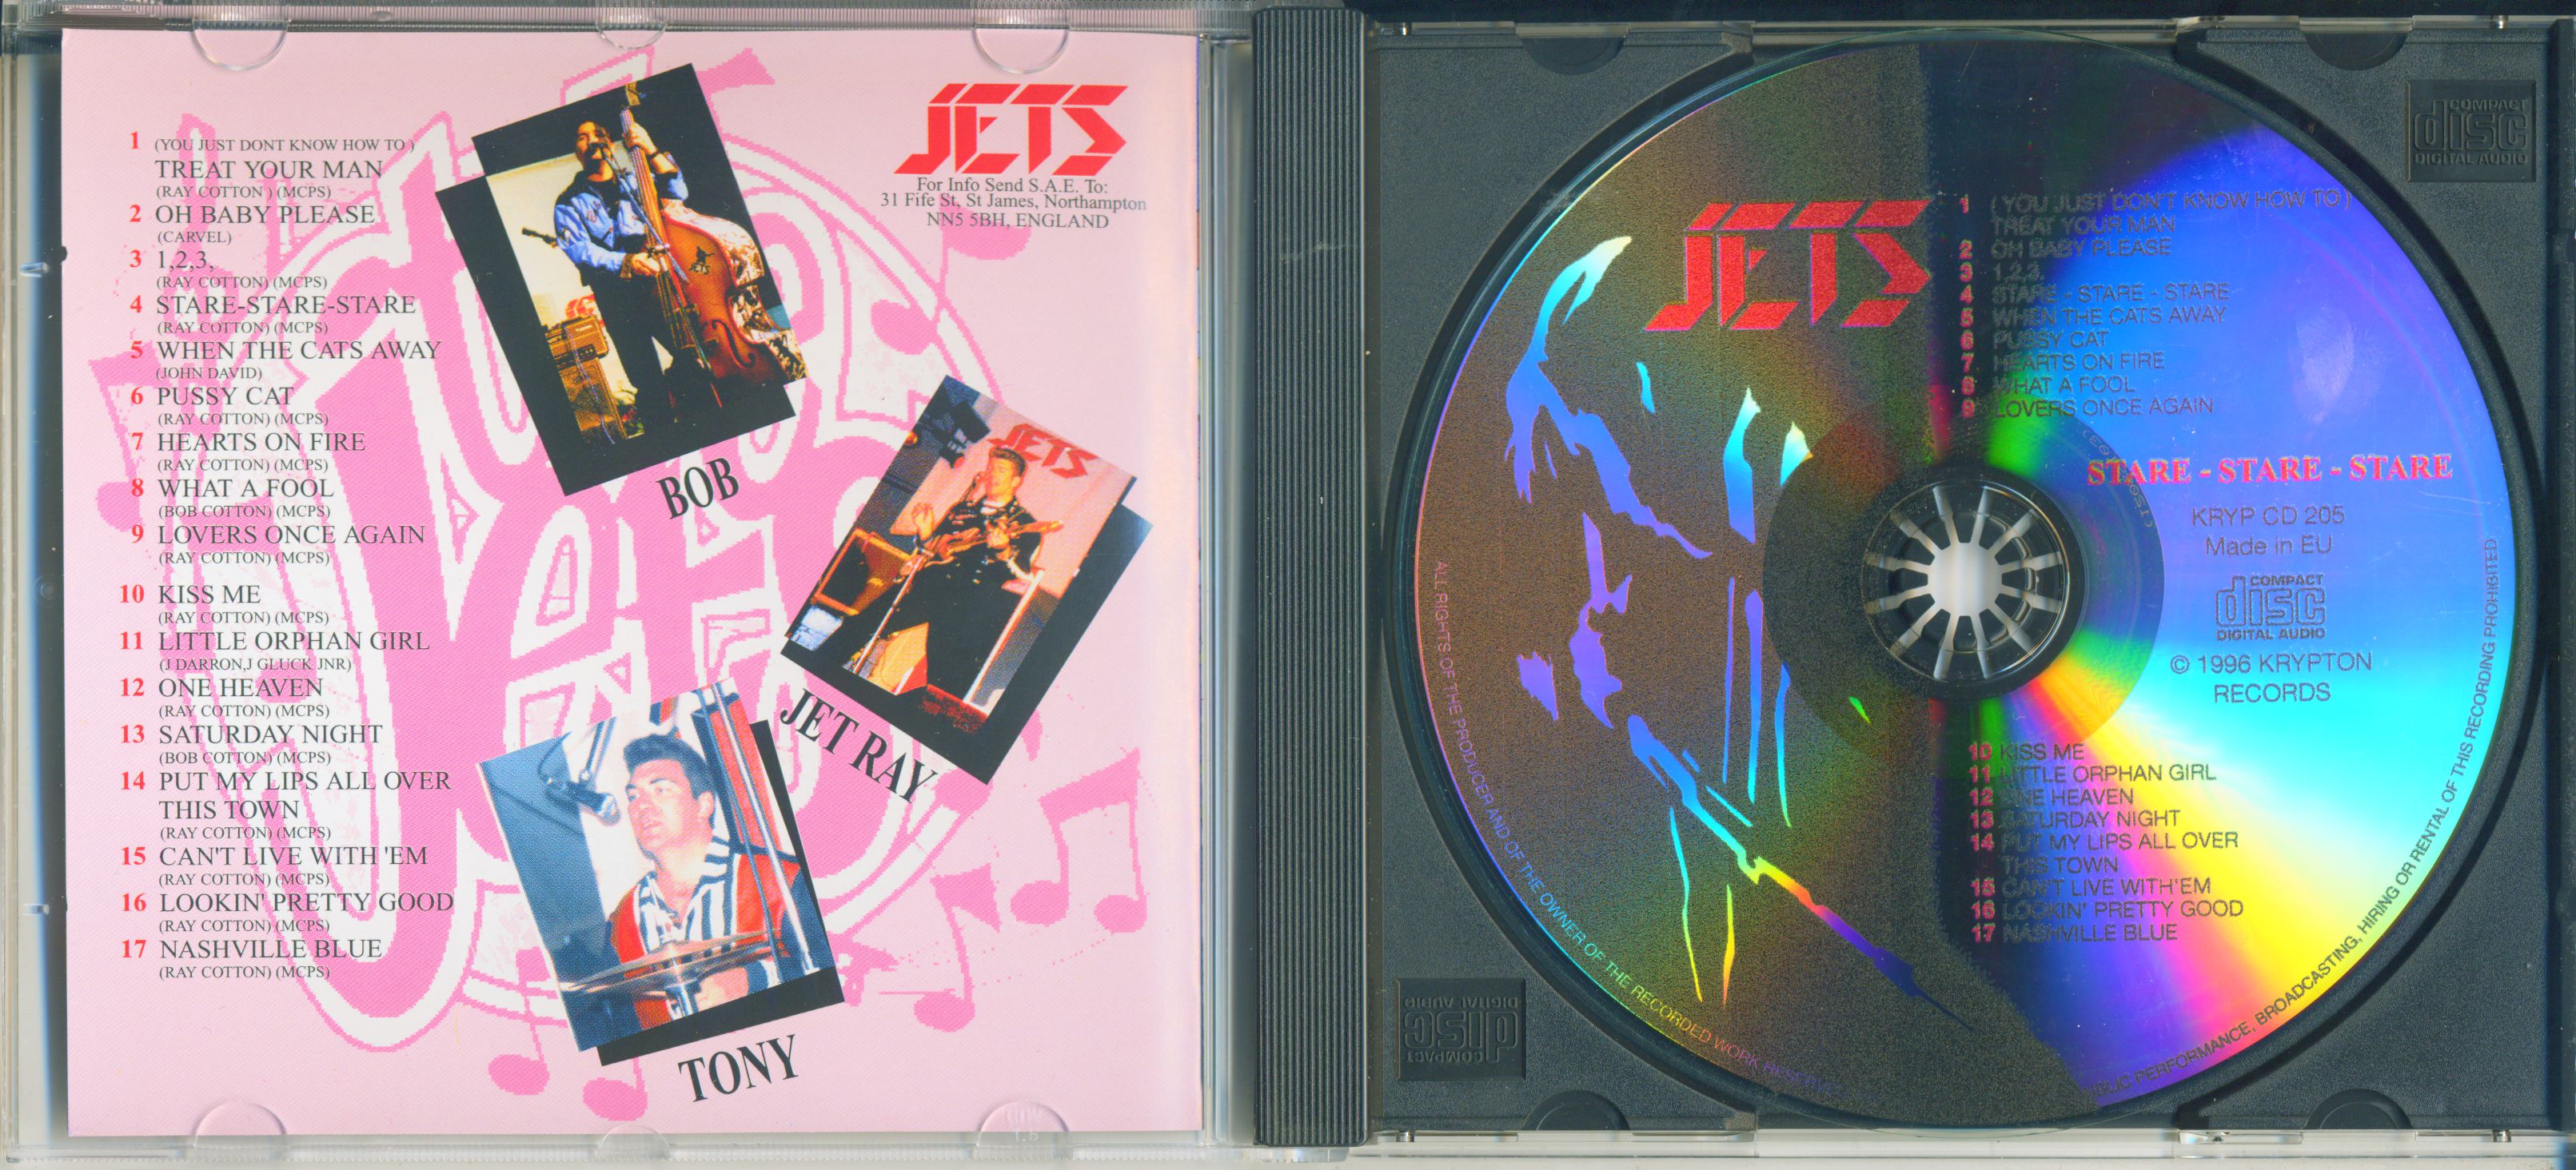 1 (YOU JUST DONT KNOW HOW TO )
TREAT YOUR MAN
(RAY COTTON ) (MCPS)
2 OH BABY PLEASE
(CARVEL)
3 1,2,3,
(RAY COTTON) (MCPS)
4 STARE-STARE-STARE
(RAY COTTON) (MCPS)
5 WHEN THE CATS AWAY
(JOHN DAVID)
6 PUSSY CAT
(RAY COTTON) (MCPS)
7 HEARTS ON FIRE
(RAY COTTON) (MCPS)
8 WHAT A FOOL
(BOB COTTON) (MCPS)
9 LOVERS ONCE AGAIN
(RAY COTTON) (MCPS)
10 KISS ME
(RAY COTTON) (MCPS)
11 LITTLE ORPHAN GIRL
(J DARRON,J GLUCK JNR)
12 ONE HEAVEN
(RAY COTTON) (MCPS)
13 SATURDAY NIGHT
(BOB COTTON) (MCPS)
14 PUT MY LIPS ALL OVER
THIS TOWN
(RAY COTTON) (MCPS)
15 CAN'T LIVE WITH 'EM
(RAY COTTON) (MCPS)
16 LOOKIN' PRETTY GOOD
(RAY COTTON) (MCPS)
17 NASHVILLE BLUE
(RAY COTTON) (MCPS)
JETS
For Info Send S.A.E. To:
31 Fife St, St James, Northampton
NN5 5BH, ENGLAND
JETS
BOB
JETS
JET RAY
TONY
JETS
1 ( YOU JUST DON'T KNOW HOW TO )
TREAT YOUR MAN
2 OH BABY PLEASE
3 1,2,3,
4 STARE - STARE - STARE
5 WHEN THE CATS AWAY
6 PUSSY CAT
7 HEARTS ON FIRE
8 WHAT A FOOL
9 LOVERS ONCE AGAIN
STARE - STARE - STARE
KRYP CD 205
Made in EU
COMPACT
disc
DIGITAL AUDIO
© 1996 KRYPTON
RECORDS
10 KISS ME
11 LITTLE ORPHAN GIRL
12 ONE HEAVEN
13 SATURDAY NIGHT
14 PUT MY LIPS ALL OVER
THIS TOWN
15 CAN'T LIVE WITH'EM
16 LOOKIN' PRETTY GOOD
17 NASHVILLE BLUE
ALL RIGHTS OF THE PRODUCER AND OF THE OWNER OF THE RECORDED WORK RESERVED
PUBLIC PERFORMANCE, BROADCASTING, HIRING OR RENTAL OF THIS RECORDING PROHIBITED
COMPACT
disc
DIGITAL AUDIO
COMPACT
disc
DIGITAL AUDIO